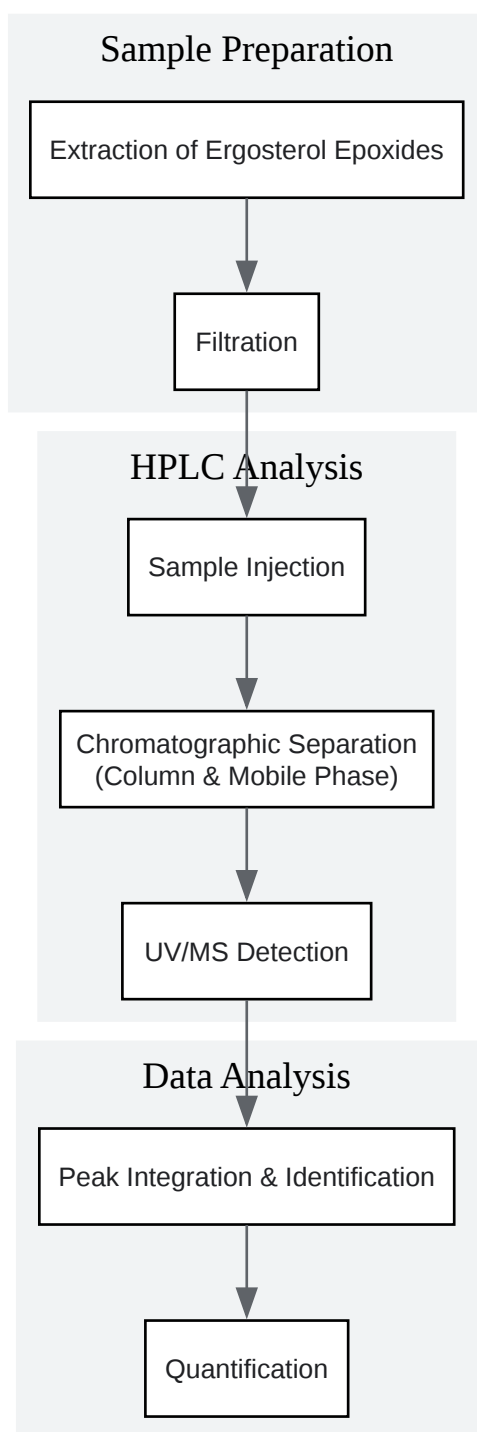 Sample Preparation
Extraction of Ergosterol Epoxides
Filtration
HPLC Analysis
Sample Injection
Chromatographic Separation
(Column & Mobile Phase)
UV/MS Detection
Data Analysis
Peak Integration & Identification
Quantification